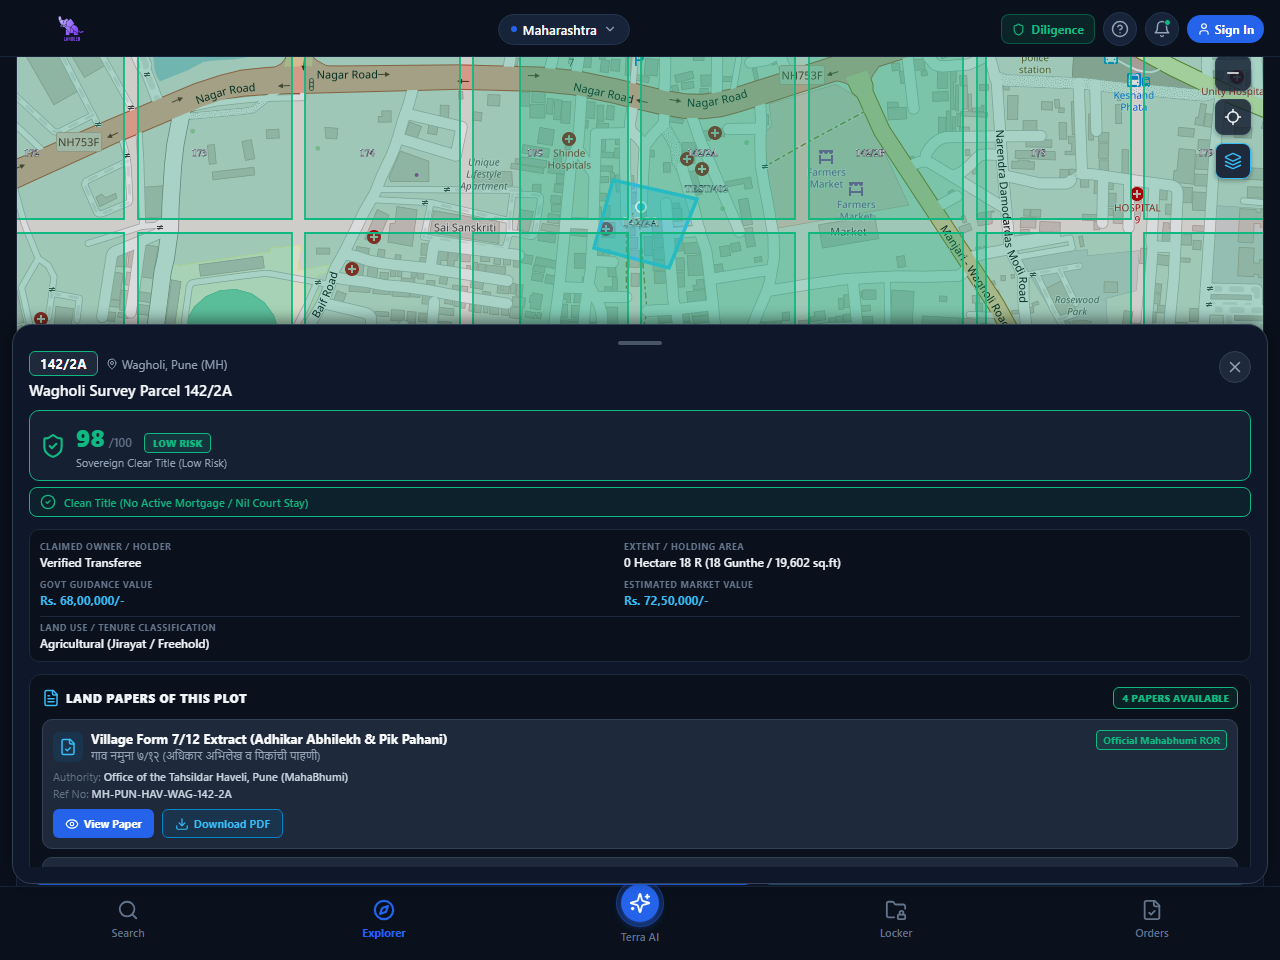 Maharashtra
Diligence
Sign In
Nagar Road
Nagar Road
Nagar Road
Nagar Road
NH753F
NH753F
police
station
Kesnand
Phata
Unity Hospita
173
174
175
178
Shinde
Hospitals
Unique
Lifestyle
Apartment
Farmers
Market
Farmers
Market
Market
HOSPITAL
9
Sai Sanskriti
Baif Road
Narendra Damodardas Modi Road
Manjari - Wagholi Road
Rosewood
Park
142/2A
Wagholi, Pune (MH)
Wagholi Survey Parcel 142/2A
98 /100 LOW RISK
Sovereign Clear Title (Low Risk)
Clean Title (No Active Mortgage / Nil Court Stay)
CLAIMED OWNER / HOLDER
Verified Transferee
EXTENT / HOLDING AREA
0 Hectare 18 R (18 Gunthe / 19,602 sq.ft)
GOVT GUIDANCE VALUE
Rs. 68,00,000/-
ESTIMATED MARKET VALUE
Rs. 72,50,000/-
LAND USE / TENURE CLASSIFICATION
Agricultural (Jirayat / Freehold)
LAND PAPERS OF THIS PLOT
4 PAPERS AVAILABLE
Village Form 7/12 Extract (Adhikar Abhilekh & Pik Pahani)
गाव नमुना ७/१२ (अधिकार अभिलेख व पिकांची पाहणी)
Official Mahabhumi ROR
Authority: Office of the Tahsildar Haveli, Pune (MahaBhumi)
Ref No: MH-PUN-HAV-WAG-142-2A
View Paper
Download PDF
Search
Explorer
Terra AI
Locker
Orders